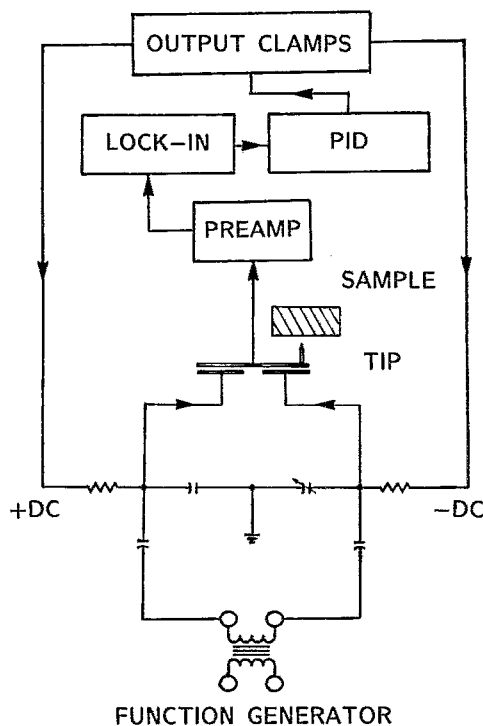 OUTPUT CLAMPS
LOCK-IN
PID
PREAMP
SAMPLE
TIP
+DC
-DC
FUNCTION GENERATOR